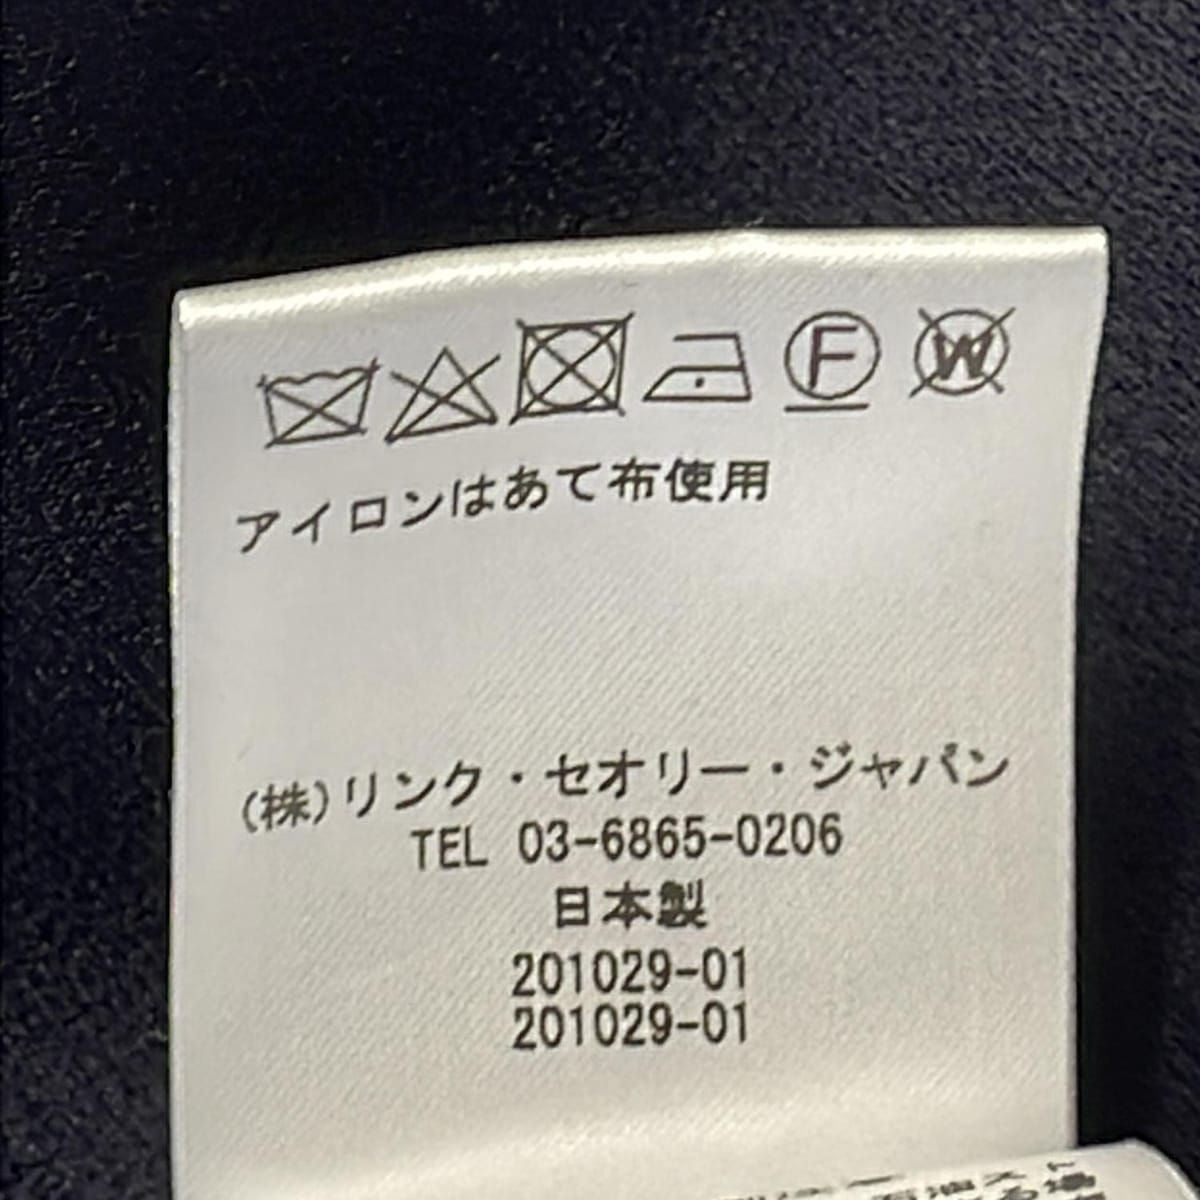 F W
アイロンはあて布使用
(株)リンク・セオリー・ジャパン
TEL 03-6865-0206
日本製
201029-01
201029-01